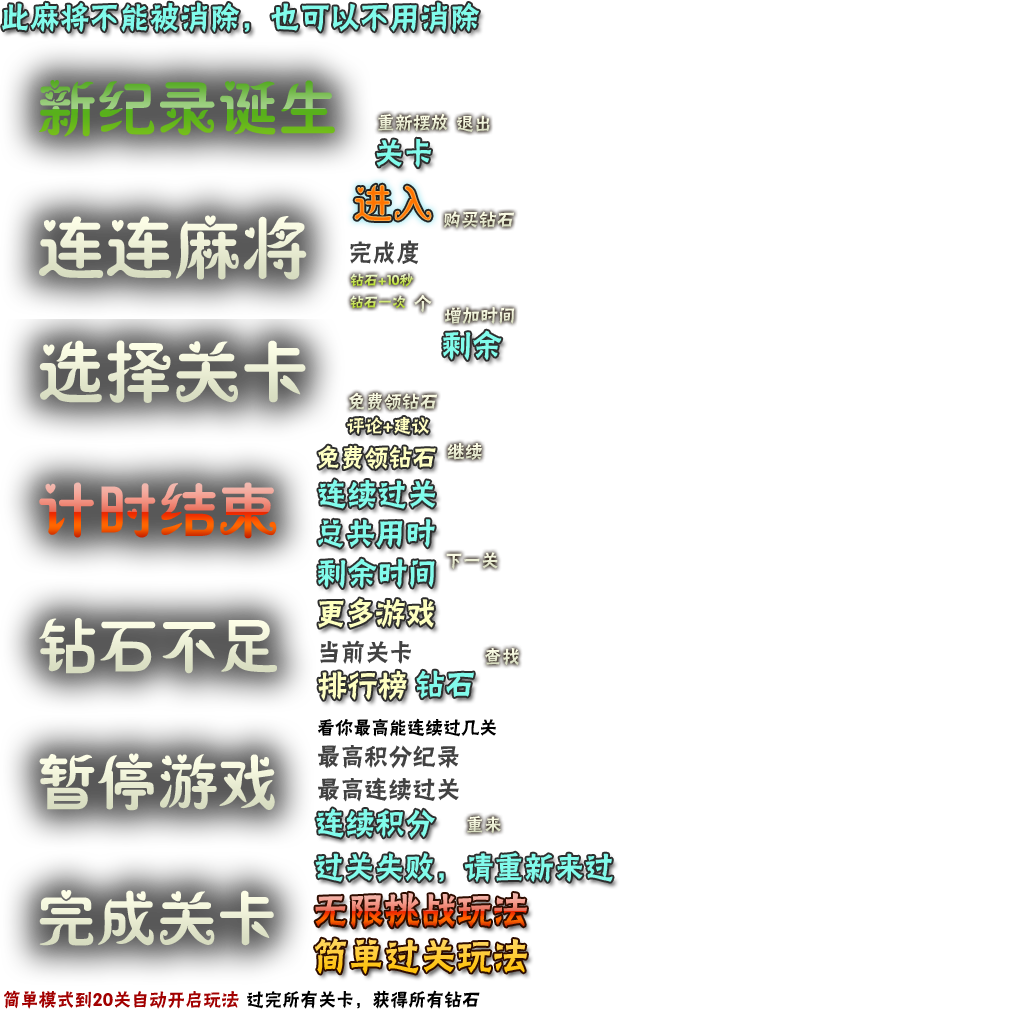 此麻将不能被消除，也可以不用消除
新纪录诞生
重新摆放 退出
关卡
进入
购买钻石
连连麻将
完成度
钻石+10秒
钻石一次 个
增加时间
剩余
选择关卡
免费领钻石
评论+建议
免费领钻石 继续
连续过关
计时结束
总共用时
下一关
剩余时间
更多游戏
钻石不足
当前关卡 查找
排行榜 钻石
看你最高能连续过几关
最高积分纪录
暂停游戏
最高连续过关
连续积分 重来
过关失败，请重新来过
无限挑战玩法
完成关卡
简单过关玩法
简单模式到20关自动开启玩法 过完所有关卡，获得所有钻石